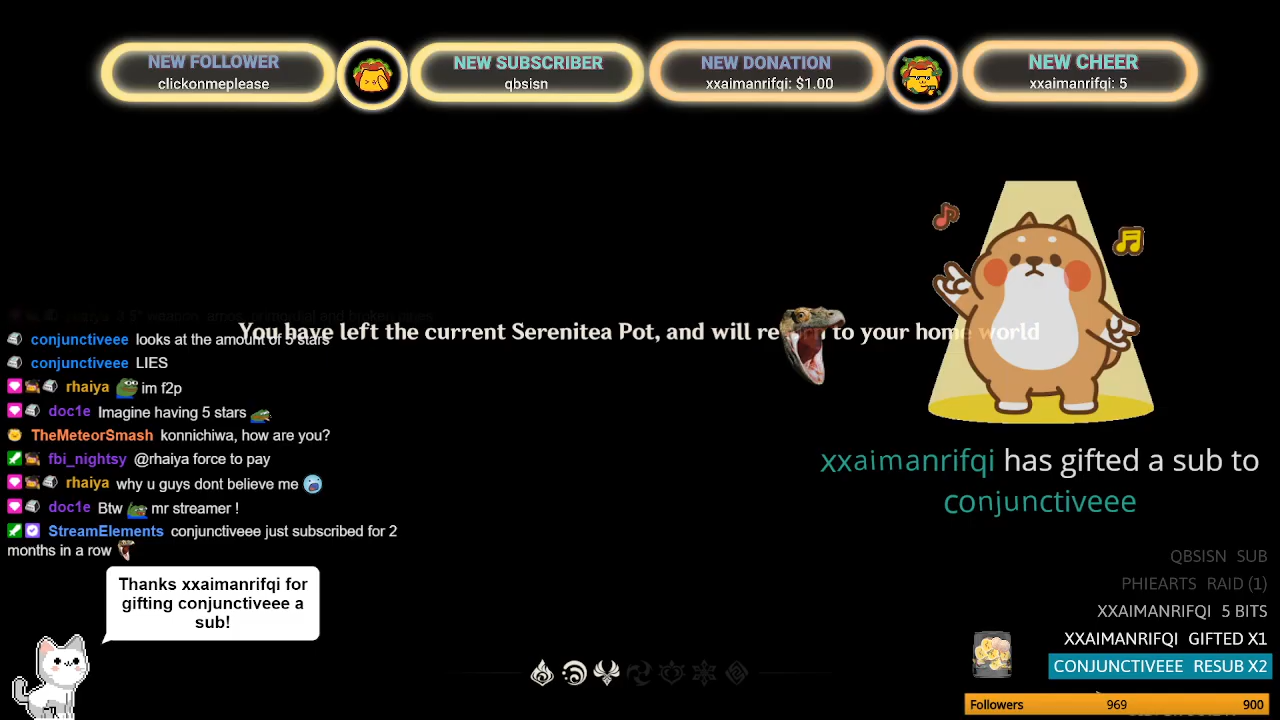 NEW FOLLOWER
clickonmeplease
NEW SUBSCRIBER
qbsisn
NEW DONATION
xxaimanrifqi: $1.00
NEW CHEER
xxaimanrifqi: 5
You have left the current Serenitea Pot, and will re to your home world
conjunctiveee looks at the amount of 5 stars
conjunctiveee LIES
rhaiya im f2p
doc1e Imagine having 5 stars
TheMeteorSmash konnichiwa, how are you?
fbi_nightsy @rhaiya force to pay
rhaiya why u guys dont believe me
doc1e Btw mr streamer !
StreamElements conjunctiveee just subscribed for 2
months in a row
Thanks xxaimanrifqi for
gifting conjunctiveee a
sub!
xxaimanrifqi has gifted a sub to
conjunctiveee
QBSISN SUB
PHIEARTS RAID (1)
XXAIMANRIFQI 5 BITS
XXAIMANRIFQI GIFTED X1
CONJUNCTIVEEE RESUB X2
Followers 969 900